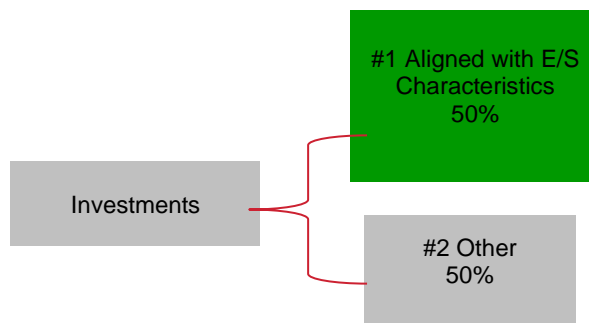 #1 Aligned with E/S
Characteristics
50%
Investments
#2 Other
50%